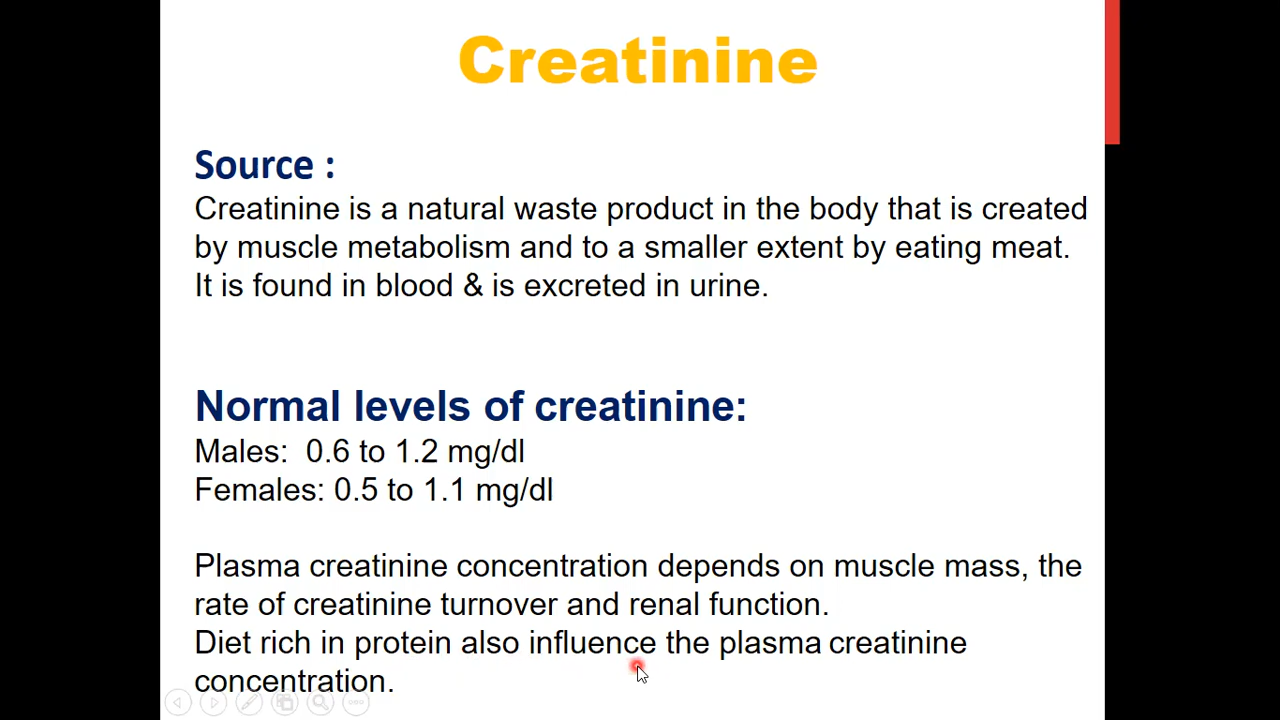 Creatinine
Source :
Creatinine is a natural waste product in the body that is created
by muscle metabolism and to a smaller extent by eating meat.
It is found in blood & is excreted in urine.
Normal levels of creatinine:
Males:  0.6 to 1.2 mg/dl
Females: 0.5 to 1.1 mg/dl
Plasma creatinine concentration depends on muscle mass, the
rate of creatinine turnover and renal function.
Diet rich in protein also influence the plasma creatinine
concentration.